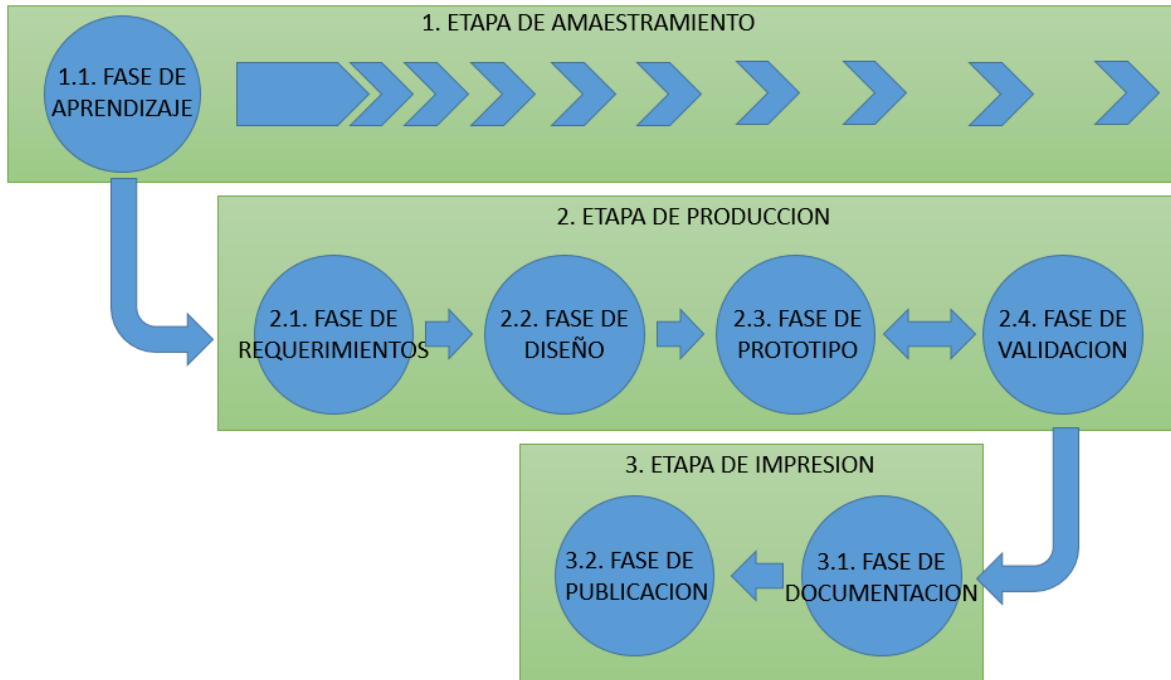 1. ETAPA DE AMAESTRAMIENTO
1.1. FASE DE
APRENDIZAJE
2. ETAPA DE PRODUCCION
2.1. FASE DE
REQUERIMIENTOS
2.2. FASE DE
DISEÑO
2.3. FASE DE
PROTOTIPO
2.4. FASE DE
VALIDACION
3. ETAPA DE IMPRESION
3.2. FASE DE
PUBLICACION
3.1. FASE DE
DOCUMENTACION